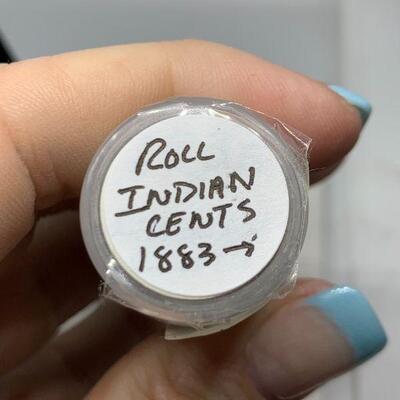 ROLL
INDIAN
CENTS
1883→